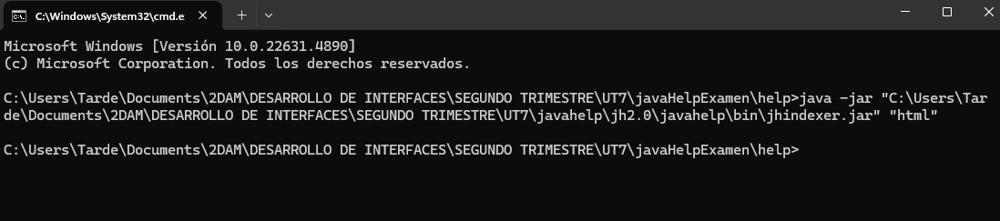 C:\Windows\System32\cmd.e
Microsoft Windows [Versión 10.0.22631.4890]
(c) Microsoft Corporation. Todos los derechos reservados.
C:\Users\Tarde\Documents\2DAM\DESARROLLO DE INTERFACES\SEGUNDO TRIMESTRE\UT7\javaHelpExamen\help>java -jar "C:\Users\Tar
de\Documents\2DAM\DESARROLLO DE INTERFACES\SEGUNDO TRIMESTRE\UT7\javahelp\jh2.0\javahelp\bin\jhindexer.jar" "html"
C:\Users\Tarde\Documents\2DAM\DESARROLLO DE INTERFACES\SEGUNDO TRIMESTRE\UT7\javaHelpExamen\help>